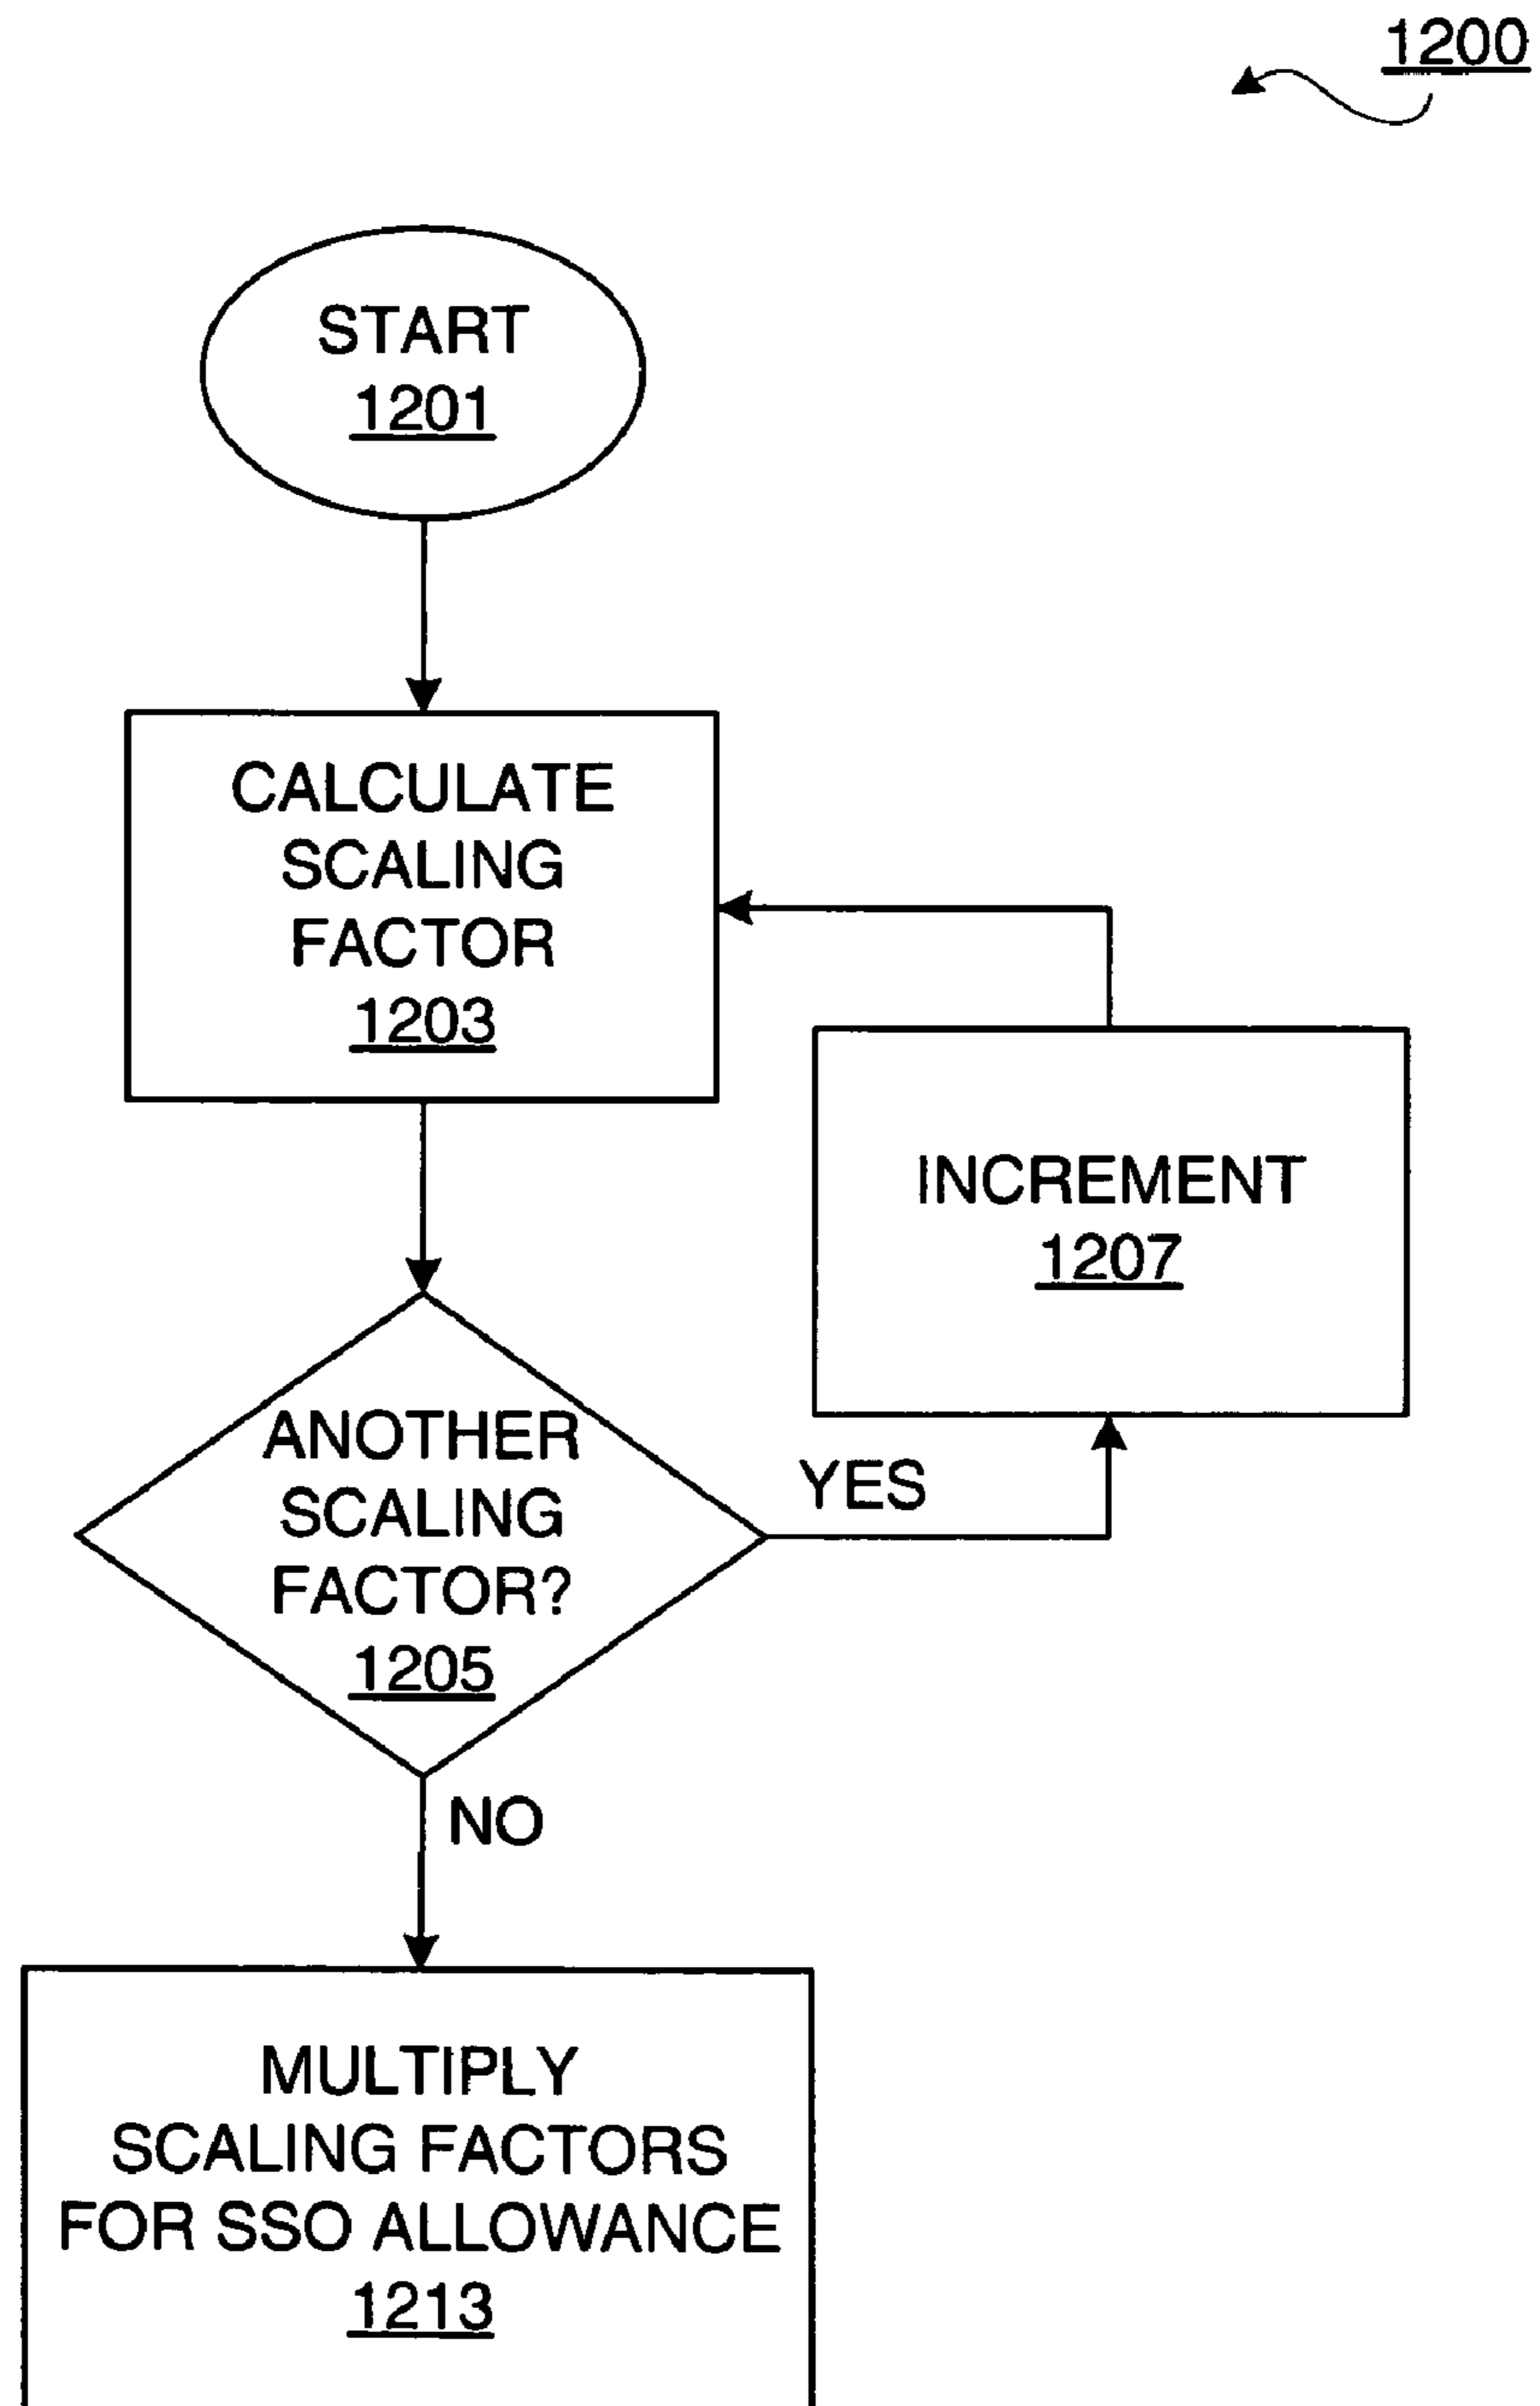 1200
START
1201
CALCULATE
SCALING
FACTOR
1203
INCREMENT
1207
ANOTHER
SCALING
FACTOR?
1205
YES
NO
MULTIPLY
SCALING FACTORS
FOR SSO ALLOWANCE
1213